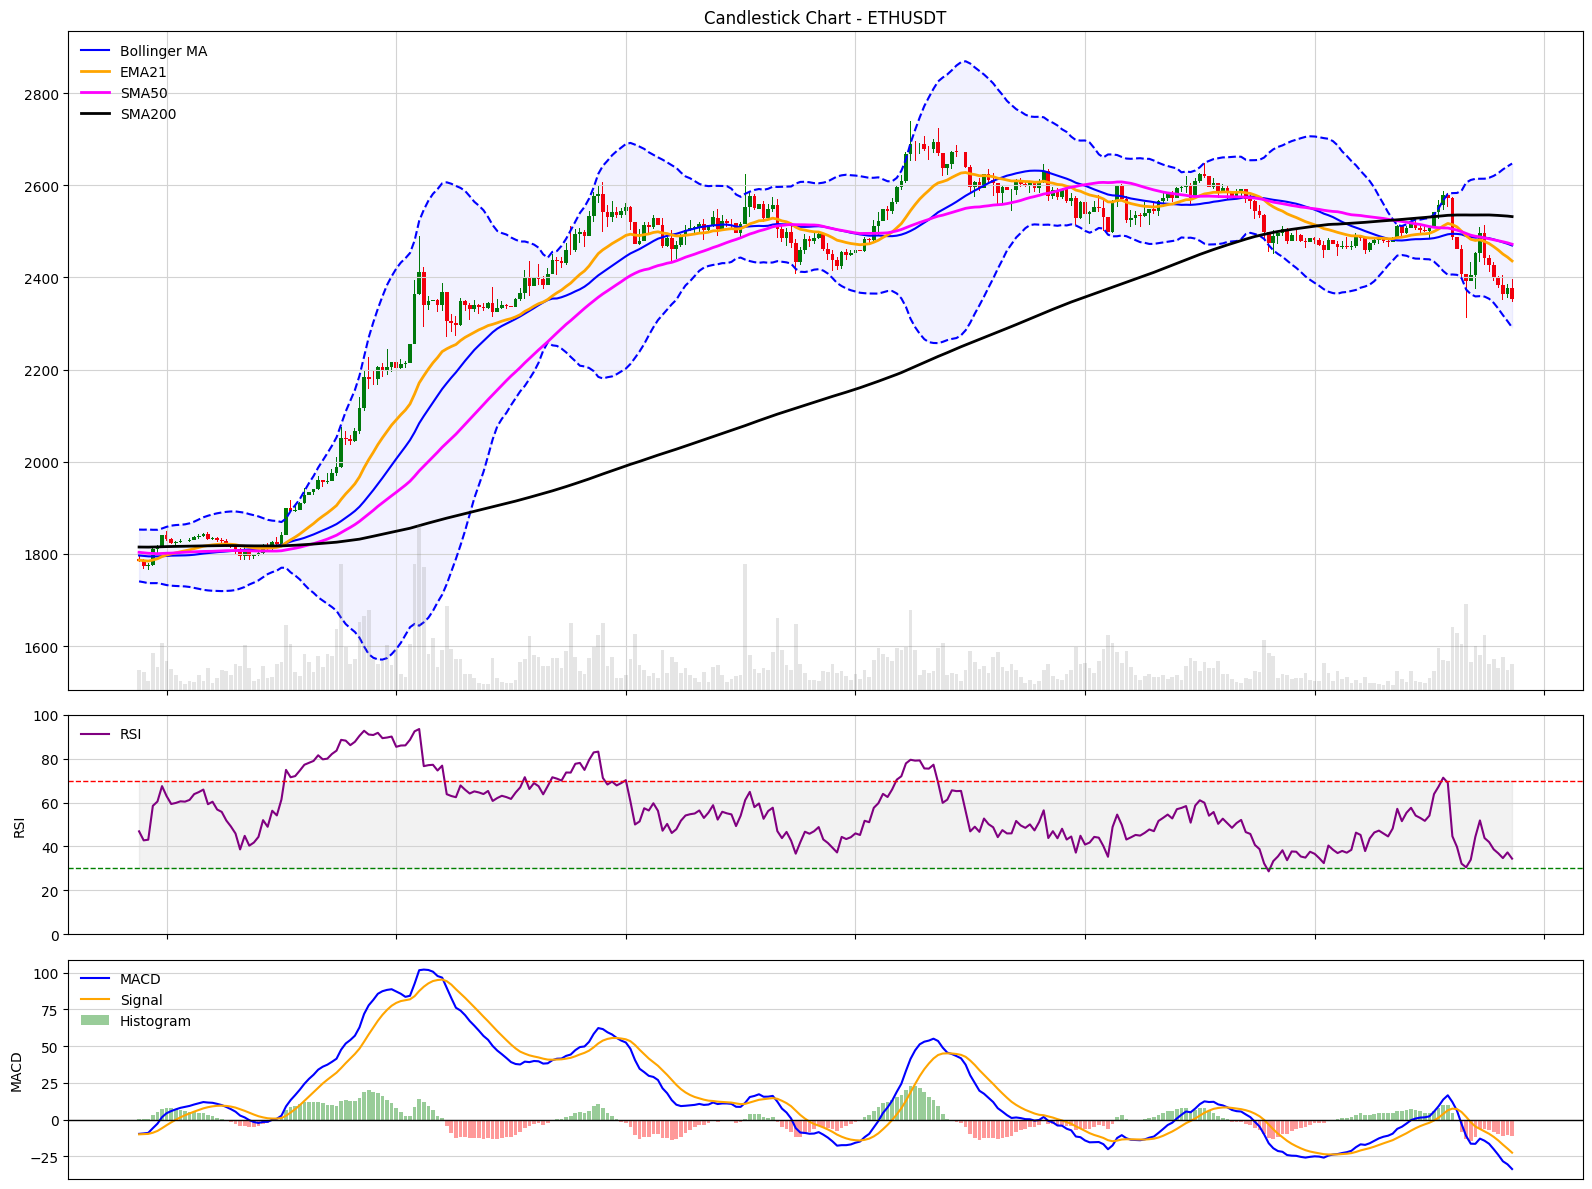 Candlestick Chart - ETHUSDT
Bollinger MA
EMA21
SMA50
SMA200
2800
2600
2400
2200
2000
1800
1600
RSI
100
80
60
40
20
0
RSI
MACD
Signal
Histogram
100
75
50
25
0
−25
MACD